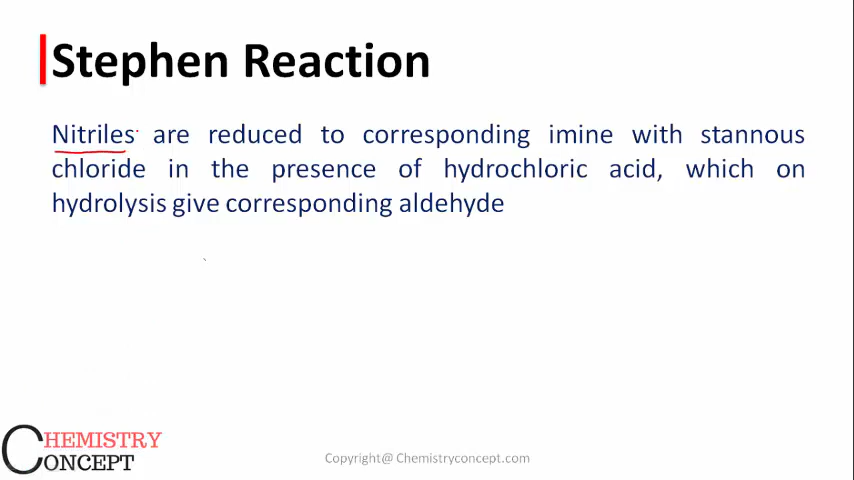 Stephen Reaction
Nitriles are reduced to corresponding imine with stannous
chloride in the presence of hydrochloric acid, which on
hydrolysis give corresponding aldehyde
CHEMISTRY
CONCEPT
Copyright@ Chemistryconcept.com